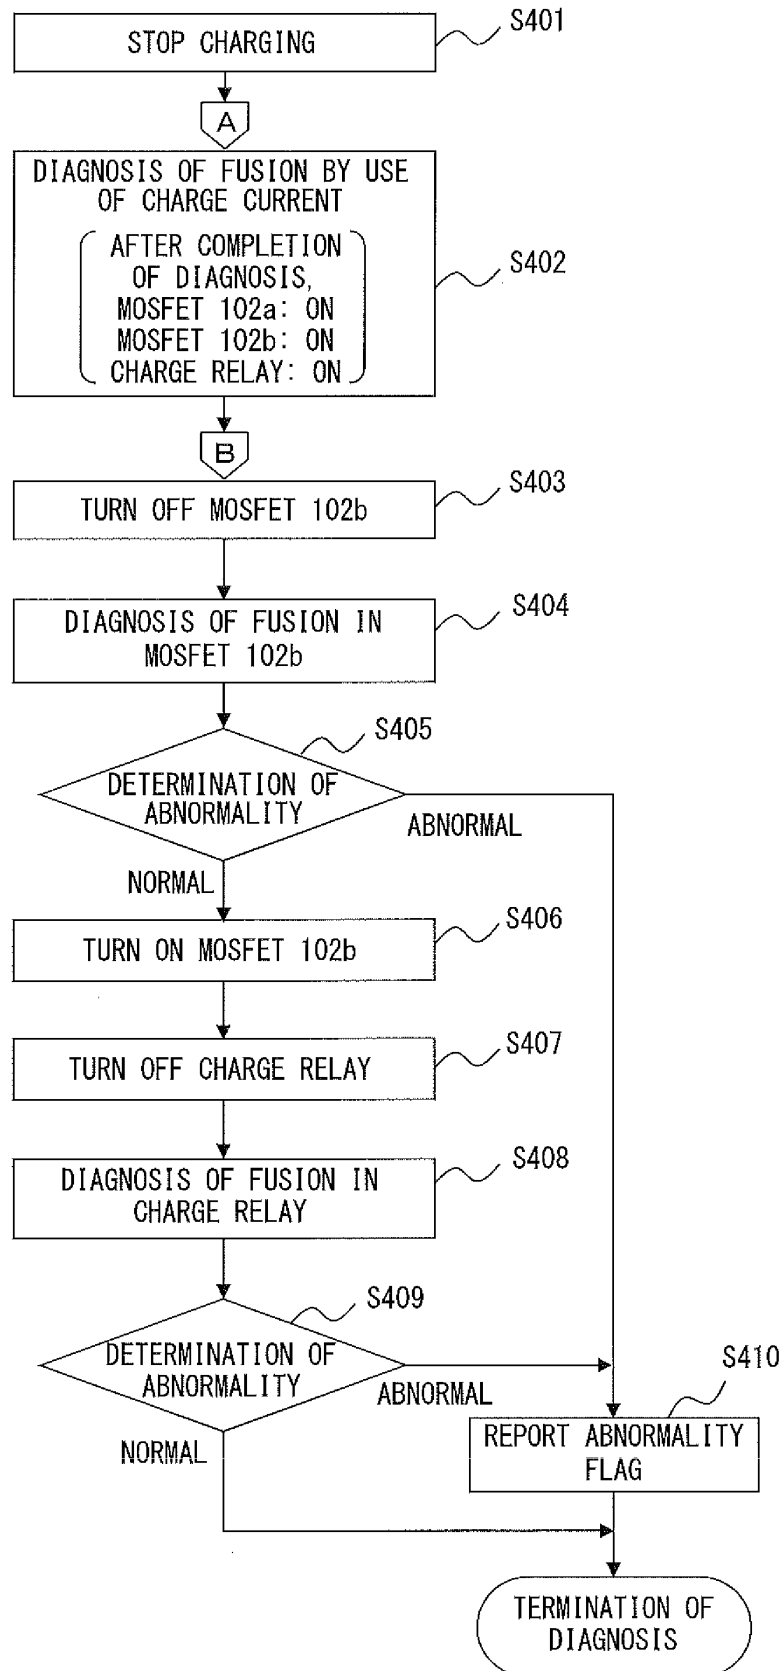 STOP CHARGING
S401
A
DIAGNOSIS OF FUSION BY USE
OF CHARGE CURRENT
AFTER COMPLETION
OF DIAGNOSIS,
MOSFET 102a: ON
MOSFET 102b: ON
CHARGE RELAY: ON
S402
B
TURN OFF MOSFET 102b
S403
DIAGNOSIS OF FUSION IN
MOSFET 102b
S404
DETERMINATION OF
ABNORMALITY
S405
ABNORMAL
NORMAL
TURN ON MOSFET 102b
S406
TURN OFF CHARGE RELAY
S407
DIAGNOSIS OF FUSION IN
CHARGE RELAY
S408
DETERMINATION OF
ABNORMALITY
S409
ABNORMAL
NORMAL
REPORT ABNORMALITY
FLAG
S410
TERMINATION OF
DIAGNOSIS